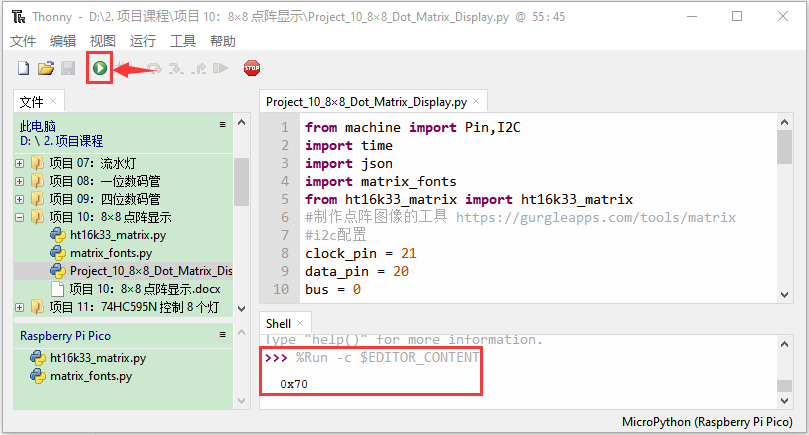 Thonny - D:\2. 项目课程\项目 10：8×8 点阵显示\Project_10_8×8_Dot_Matrix_Display.py @ 55:45
文件 编辑 视图 运行 工具 帮助
STOP
文件
此电脑
D: \ 2. 项目课程
项目 07：流水灯
项目 08：一位数码管
项目 09：四位数码管
项目 10：8×8 点阵显示
ht16k33_matrix.py
matrix_fonts.py
Project_10_8×8_Dot_Matrix_Dis
项目 10：8×8 点阵显示.docx
项目 11：74HC595N 控制 8 个灯
Raspberry Pi Pico
ht16k33_matrix.py
matrix_fonts.py
Project_10_8×8_Dot_Matrix_Display.py
1 from machine import Pin,I2C
2 import time
3 import json
4 import matrix_fonts
5 from ht16k33_matrix import ht16k33_matrix
6 #制作点阵图像的工具 https://gurgleapps.com/tools/matrix
7 #i2c配置
8 clock_pin = 21
9 data_pin = 20
10 bus = 0
Shell
Type "help()" for more information.
>>> %Run -c $EDITOR_CONTENT
0x70
MicroPython (Raspberry Pi Pico)